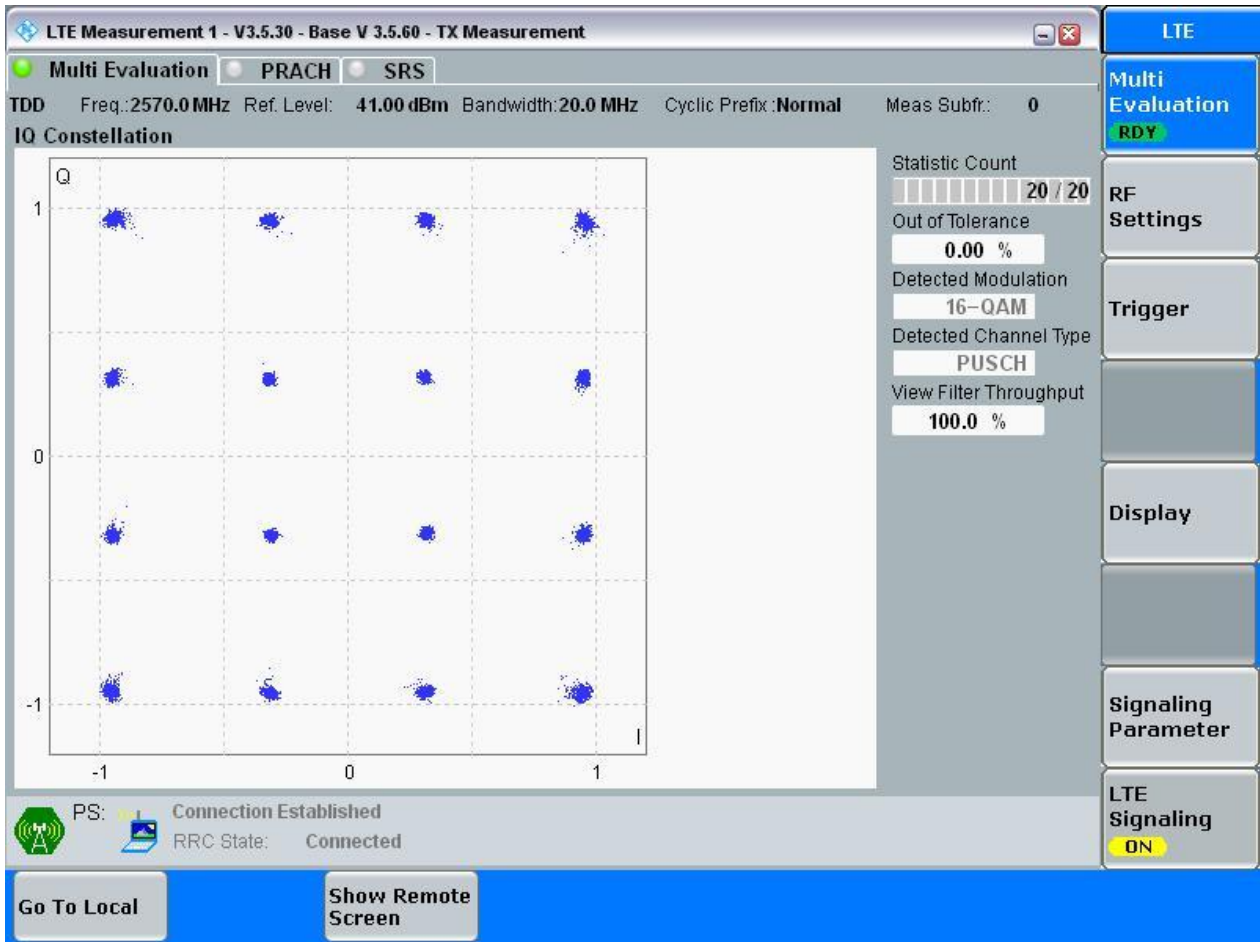 LTE Measurement 1 - V3.5.30 - Base V 3.5.60 - TX Measurement
LTE
Multi Evaluation PRACH SRS
TDD Freq.:2570.0 MHz Ref. Level: 41.00 dBm Bandwidth:20.0 MHz Cyclic Prefix :Normal Meas Subfr.: 0
IQ Constellation
Q
1
0
-1
-1 0 1
I
Statistic Count
20 / 20
Out of Tolerance
0.00 %
Detected Modulation
16-QAM
Detected Channel Type
PUSCH
View Filter Throughput
100.0 %
Multi
Evaluation
RDY
RF
Settings
Trigger
Display
Signaling
Parameter
LTE
Signaling
ON
PS: Connection Established
RRC State: Connected
Go To Local
Show Remote
Screen